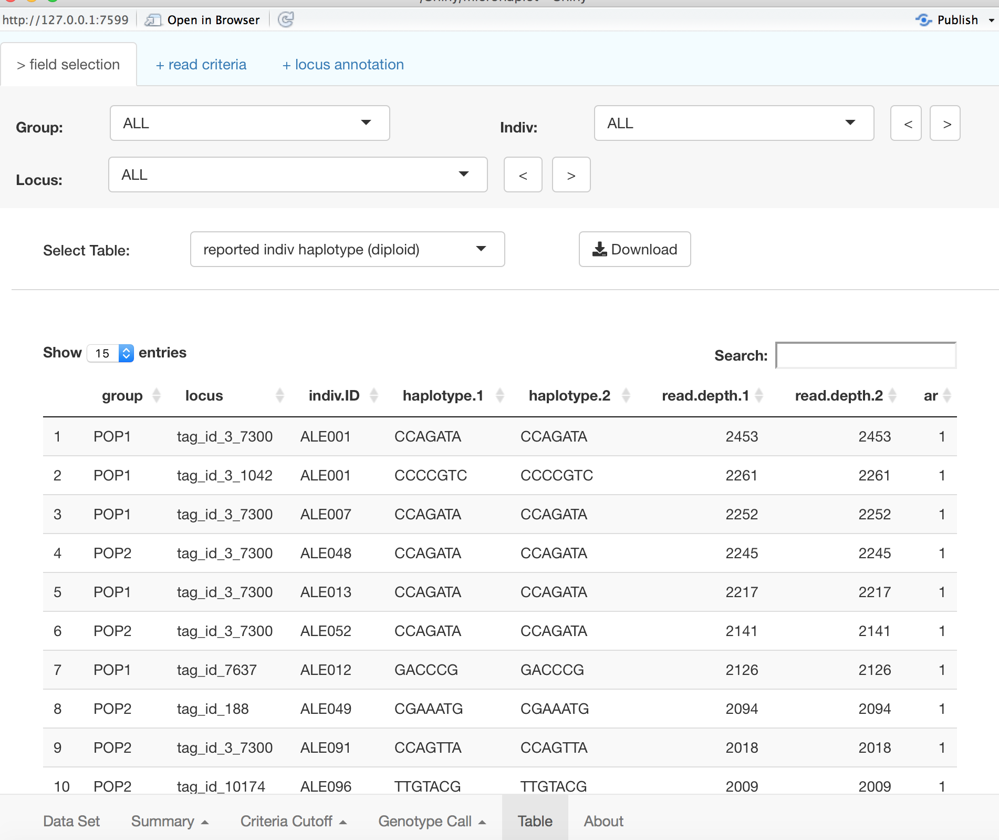 http://127.0.0.1:7599 Open in Browser Publish
> field selection + read criteria + locus annotation
Group: ALL Indiv: ALL < >
Locus: ALL < >
Select Table: reported indiv haplotype (diploid) Download
Show 15 entries Search:
group locus indiv.ID haplotype.1 haplotype.2 read.depth.1 read.depth.2 ar
1 POP1 tag_id_3_7300 ALE001 CCAGATA CCAGATA 2453 2453 1
2 POP1 tag_id_3_1042 ALE001 CCCCGTC CCCCGTC 2261 2261 1
3 POP1 tag_id_3_7300 ALE007 CCAGATA CCAGATA 2252 2252 1
4 POP2 tag_id_3_7300 ALE048 CCAGATA CCAGATA 2245 2245 1
5 POP1 tag_id_3_7300 ALE013 CCAGATA CCAGATA 2217 2217 1
6 POP2 tag_id_3_7300 ALE052 CCAGATA CCAGATA 2141 2141 1
7 POP1 tag_id_7637 ALE012 GACCCG GACCCG 2126 2126 1
8 POP2 tag_id_188 ALE049 CGAAATG CGAAATG 2094 2094 1
9 POP2 tag_id_3_7300 ALE091 CCAGTTA CCAGTTA 2018 2018 1
10 POP2 tag_id_10174 ALE096 TTGTACG TTGTACG 2009 2009 1
Data Set Summary Criteria Cutoff Genotype Call Table About